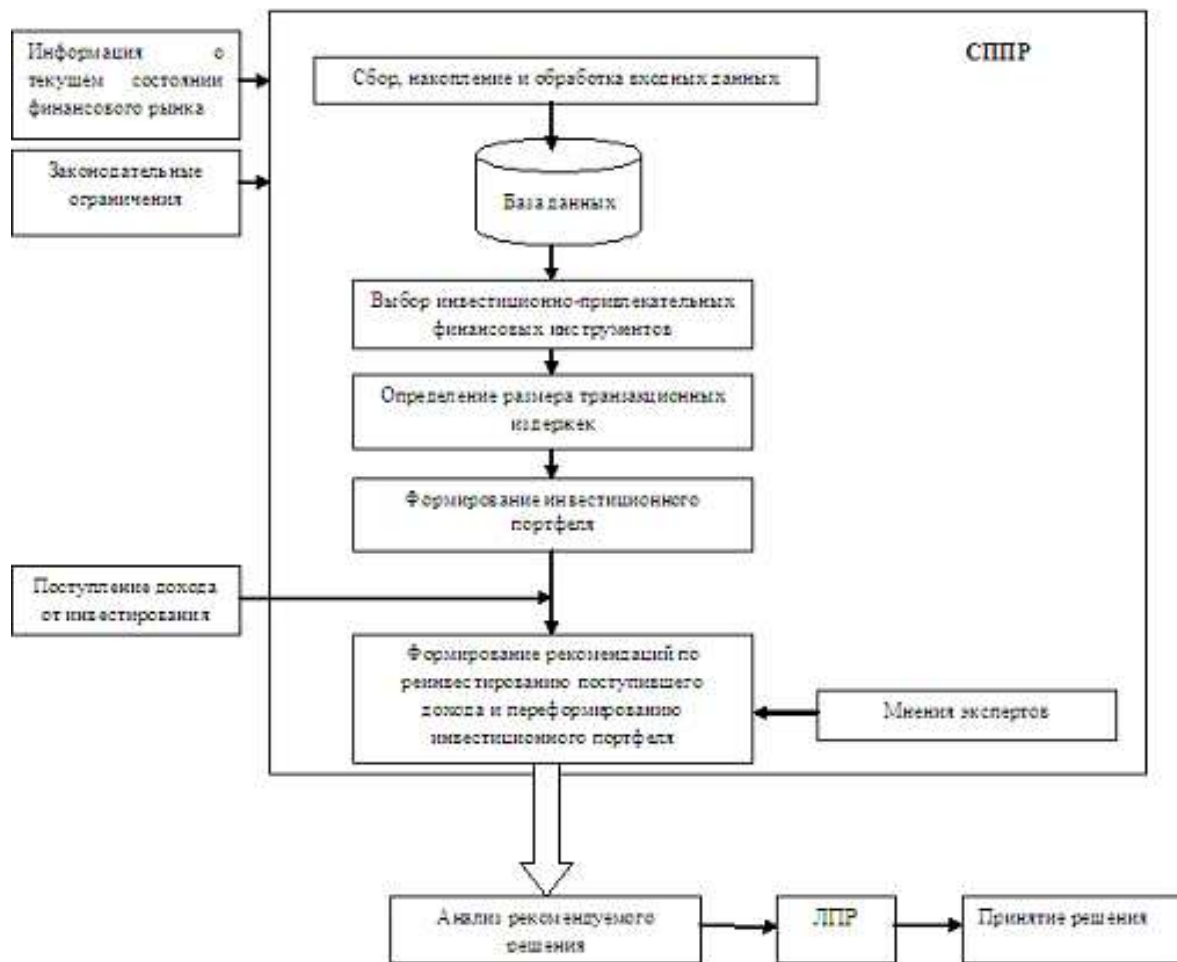 Информация о
текущем состоянии
финансового рынка
СППР
Сбор, накопление и обработка входных данных
Законодательные
ограничения
База данных
Выбор инвестиционно-привлекательных
финансовых инструментов
Определение размера транзакционных
издержек
Формирование инвестиционного
портфеля
Поступление дохода
от инвестирования
Формирование рекомендаций по
реинвестированию поступившего
дохода и переформированию
инвестиционного портфеля
Мнения экспертов
Анализ рекомендуемого
решения
ЛПР
Принятие решения